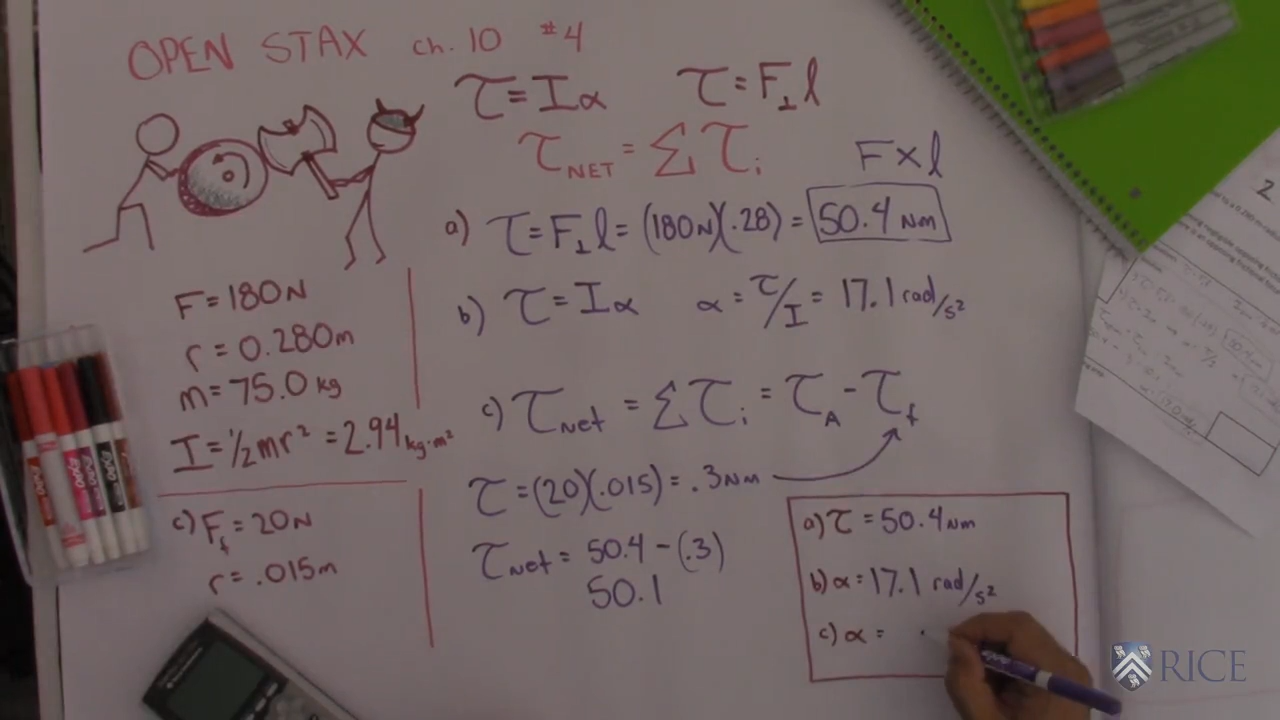 OPEN STAX ch. 10 #4
τ = Iα τ = F⊥l
τNET = Στi
F×l
a) τ = F⊥l = (180N)(.28) = 50.4 Nm
b) τ = Iα α = τ/I = 17.1 rad/s²
F = 180N
r = 0.280m
m = 75.0 kg
I = 1/2mr² = 2.94 kg·m²
c) Ff = 20N
r = .015m
c) τNet = Στi = τA - τf
τ = (20)(.015) = .3Nm
τNet = 50.4 - (.3)
50.1
a) τ = 50.4 Nm
b) α = 17.1 rad/s²
c) α =
2
EXPO
RICE